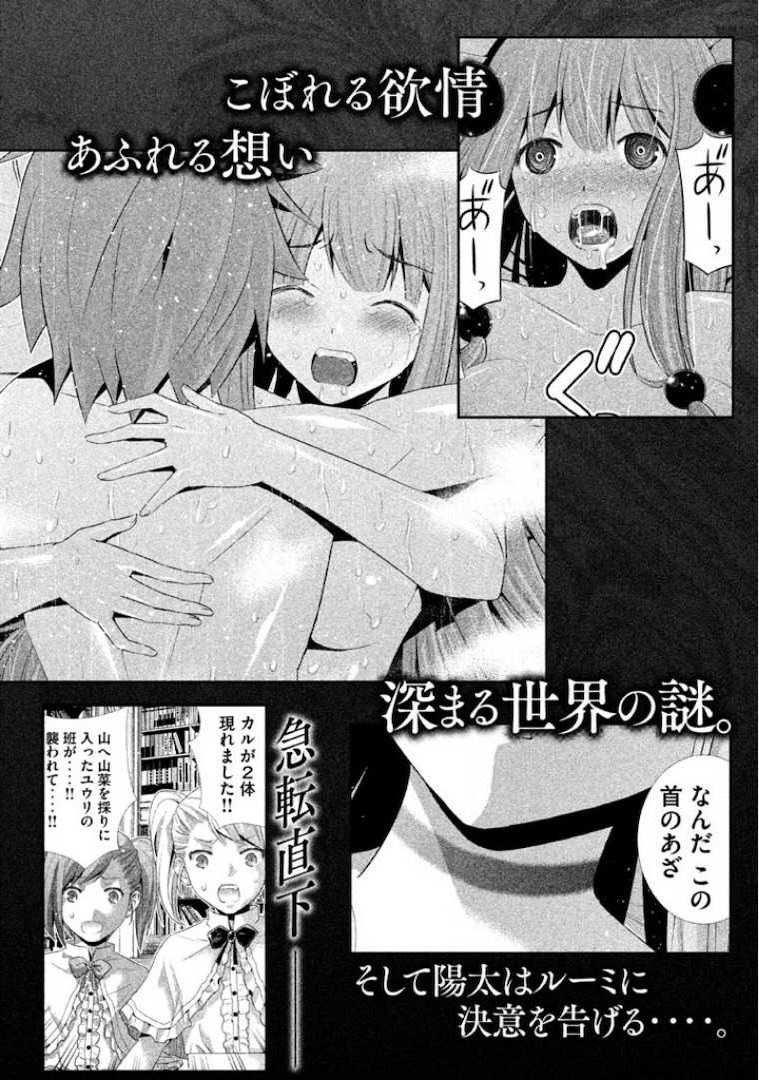 こぼれる欲情
あふれる想い
あ゛ーっ
あ゛ーっ
ぐっ
深まる世界の謎。
なんだ この
首のあざ
急転直下――
カルが2体
現れました!!
山へ山菜を採りに
入ったユウリの
班が‥‥!!
襲われて‥‥!!
そして陽太はルーミに
決意を告げる‥‥。